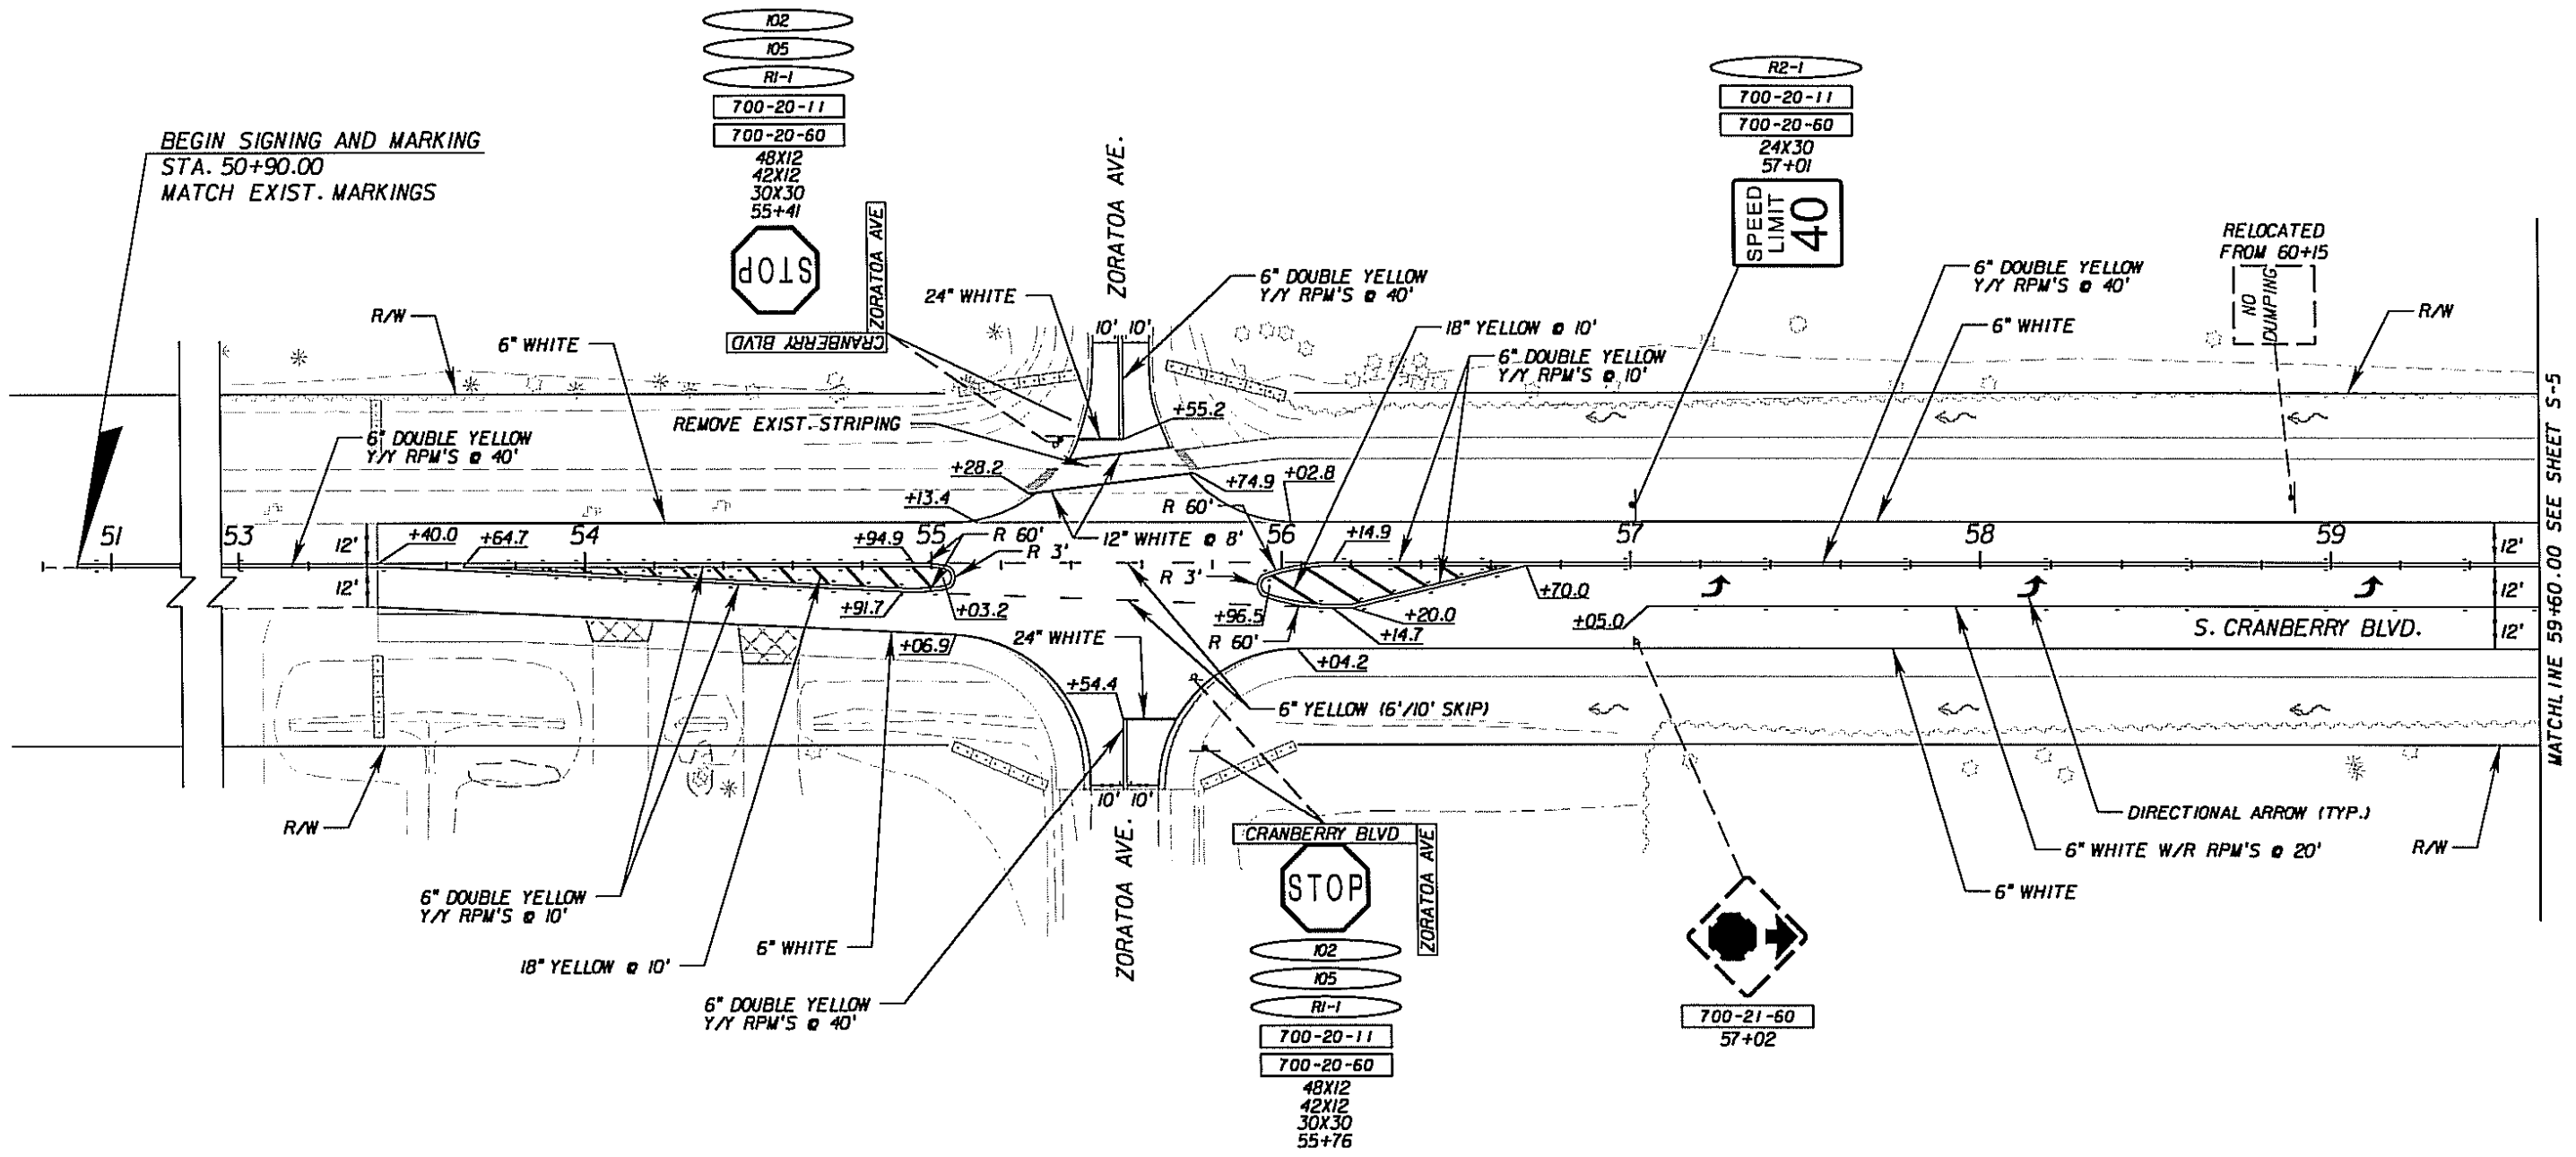 102
105
R1-1
700-20-11
700-20-60
48X12
42X12
30X30
55+41
STOP
ZORATOA AVE
CRANBERRY BLVD
BEGIN SIGNING AND MARKING
STA. 50+90.00
MATCH EXIST. MARKINGS
ZORATOA AVE.
R2-1
700-20-11
700-20-60
24X30
57+01
SPEED
LIMIT
40
RELOCATED
FROM 60+15
NO
DUMPING
R/W
6" WHITE
24" WHITE
6" DOUBLE YELLOW
Y/Y RPM'S @ 40'
10'
10'
18" YELLOW @ 10'
6" DOUBLE YELLOW
Y/Y RPM'S @ 10'
6" DOUBLE YELLOW
Y/Y RPM'S @ 40'
6" WHITE
R/W
6" DOUBLE YELLOW
Y/Y RPM'S @ 40'
REMOVE EXIST. STRIPING
+55.2
+28.2
+13.4
+74.9
+02.8
R 60'
51
53
54
55
56
57
58
59
12'
12'
+40.0
+64.7
+94.9
R 60'
R 3'
12" WHITE @ 8'
+14.9
R 3'
+91.7
+03.2
+96.5
+20.0
+14.7
+70.0
+05.0
12'
12'
12'
S. CRANBERRY BLVD.
MATCHLINE 59+60.00 SEE SHEET S-5
+06.9
24" WHITE
R 60'
+04.2
+54.4
6" YELLOW (6'/10' SKIP)
10'
10'
R/W
DIRECTIONAL ARROW (TYP.)
6" WHITE W/R RPM'S @ 20'
R/W
6" WHITE
6" DOUBLE YELLOW
Y/Y RPM'S @ 10'
18" YELLOW @ 10'
6" WHITE
6" DOUBLE YELLOW
Y/Y RPM'S @ 40'
ZORATOA AVE.
CRANBERRY BLVD
ZORATOA AVE
STOP
102
105
R1-1
700-20-11
700-20-60
48X12
42X12
30X30
55+76
700-21-60
57+02